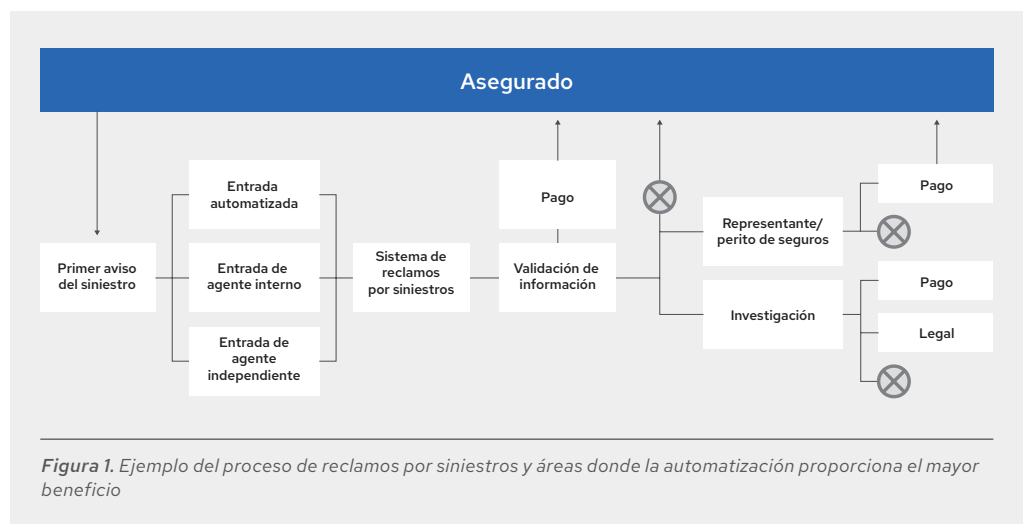 Asegurado
Primer aviso
del siniestro
Entrada
automatizada
Entrada de
agente interno
Entrada de
agente
independiente
Sistema de
reclamos
por siniestros
Pago
Validación de
información
Representante/
perito de seguros
Investigación
Pago
Pago
Legal
Figura 1. Ejemplo del proceso de reclamos por siniestros y áreas donde la automatización proporciona el mayor
beneficio